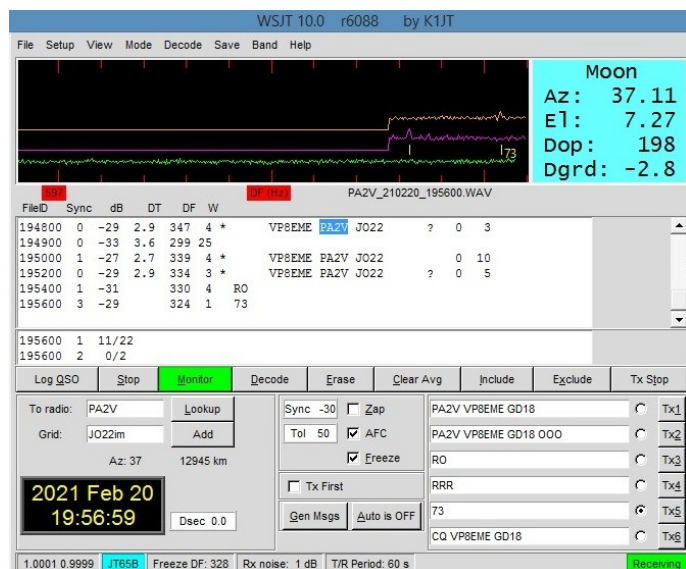 WSJT 10.0 r6088 by K1JT
File Setup View Mode Decode Save Band Help
Moon
Az: 37.11
El: 7.27
Dop: 198
Dgrd: -2.8
73
597 DF (Hz) PA2V_210220_195600.WAV
FileID Sync dB DT DF W
194800 0 -29 2.9 347 4 * VP8EME PA2V JO22 ? 0 3
194900 0 -33 3.6 299 25
195000 1 -27 2.7 339 4 * VP8EME PA2V JO22 0 10
195200 0 -29 2.9 334 3 * VP8EME PA2V JO22 ? 0 5
195400 1 -31 330 4 RO
195600 3 -29 324 1 73
195600 1 11/22
195600 2 0/2
Log QSO Stop Monitor Decode Erase Clear Avg Include Exclude Tx Stop
To radio: PA2V Lookup
Grid: JO22im Add
Az: 37 12945 km
2021 Feb 20
19:56:59
Dsec 0.0
Sync -30 Zap
Tol 50 AFC
Freeze
Tx First
Gen Msgs Auto is OFF
PA2V VP8EME GD18 Tx1
PA2V VP8EME GD18 OOO Tx2
RO Tx3
RRR Tx4
73 Tx5
CQ VP8EME GD18 Tx6
1.0001 0.9999 JT65B Freeze DF: 328 Rx noise: 1 dB T/R Period: 60 s Receiving